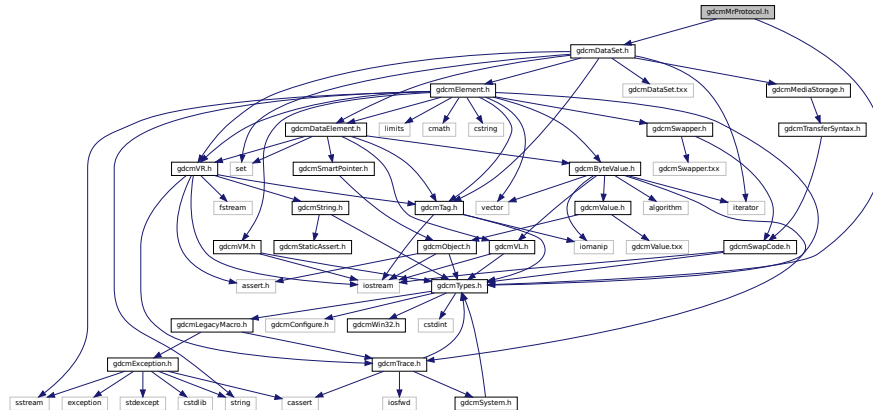 gdcmMrProtocol.h
gdcmDataSet.h
gdcmElement.h
gdcmDataSet.txx
gdcmMediaStorage.h
gdcmDataElement.h
limits
cmath
cstring
gdcmSwapper.h
gdcmTransferSyntax.h
gdcmVR.h
set
gdcmSmartPointer.h
gdcmByteValue.h
gdcmSwapper.txx
fstream
gdcmString.h
gdcmTag.h
vector
gdcmValue.h
algorithm
iterator
gdcmVM.h
gdcmStaticAssert.h
gdcmObject.h
gdcmVL.h
iomanip
gdcmValue.txx
gdcmSwapCode.h
assert.h
iostream
gdcmTypes.h
gdcmLegacyMacro.h
gdcmConfigure.h
gdcmWin32.h
cstdint
gdcmException.h
gdcmTrace.h
sstream
exception
stdexcept
cstdlib
string
cassert
iosfwd
gdcmSystem.h